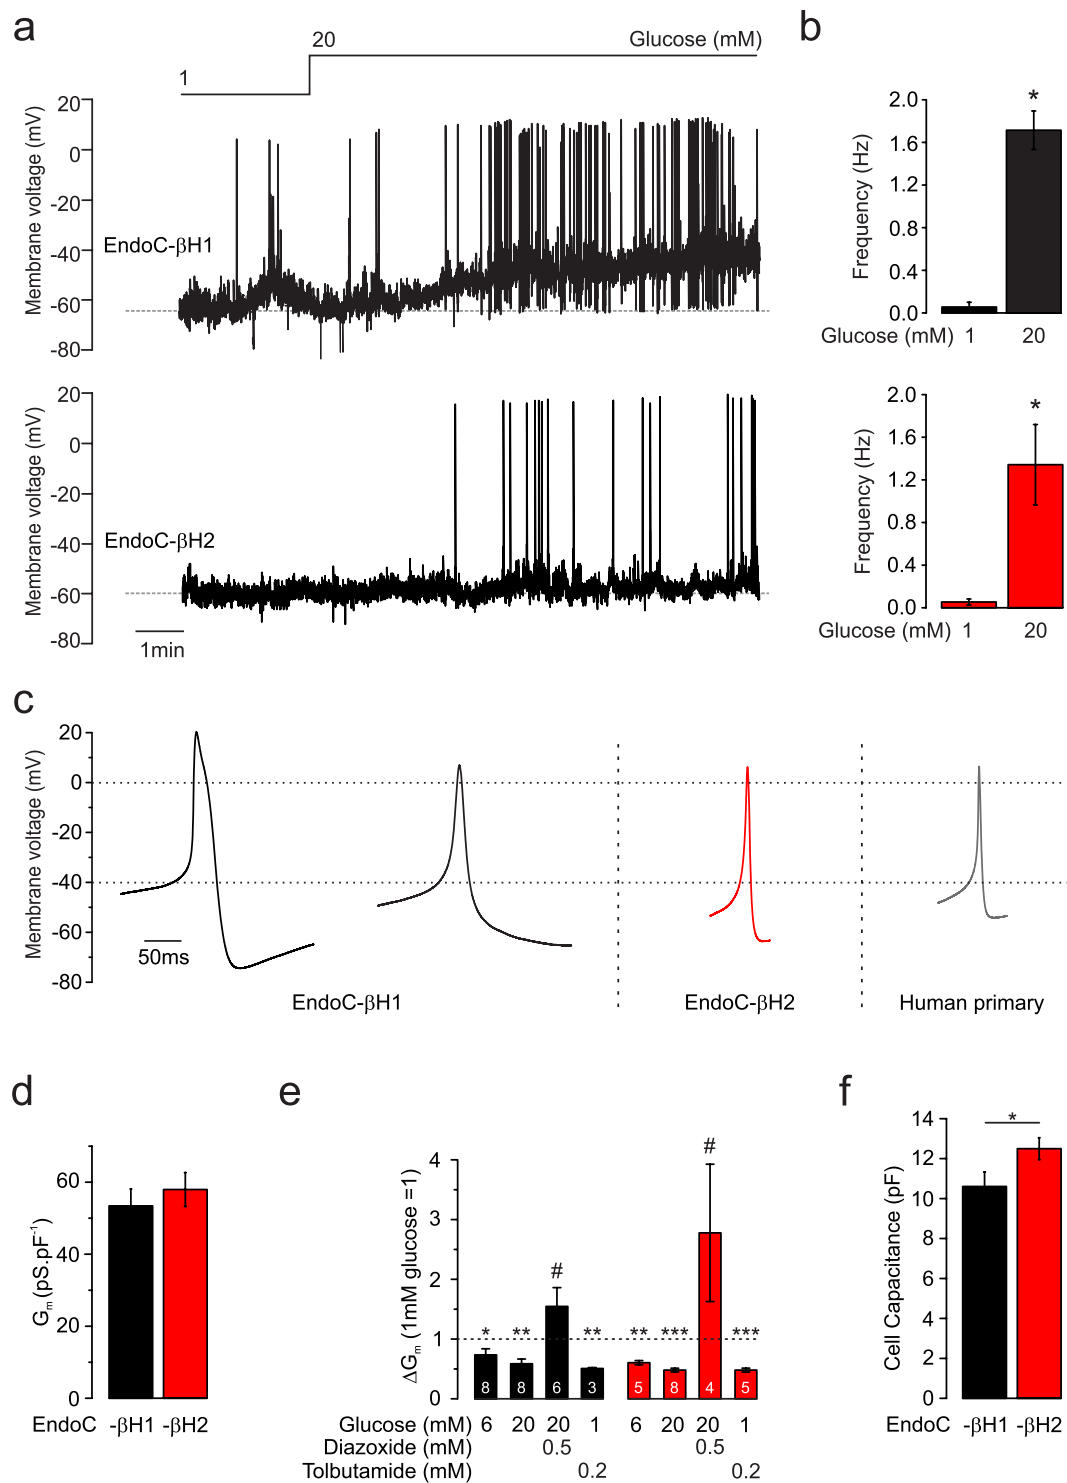 a
20
Glucose (mM)
1
20
0
-20
-40
-60
-80
Membrane voltage (mV)
EndoC-βH1
20
0
-20
-40
-60
-80
Membrane voltage (mV)
EndoC-βH2
1min
b
2.0
1.6
1.2
0.8
0.4
0.0
Frequency (Hz)
*
Glucose (mM) 1 20
2.0
1.6
1.2
0.8
0.4
0.0
Frequency (Hz)
*
Glucose (mM) 1 20
c
20
0
-20
-40
-60
-80
Membrane voltage (mV)
50ms
EndoC-βH1
EndoC-βH2
Human primary
d
60
40
20
0
Gm (pS.pF-1)
EndoC -βH1 -βH2
e
4
3
2
1
0
ΔGm (1mM glucose =1)
* ** # ** ** *** # ***
8 8 6 3 5 8 4 5
Glucose (mM) 6 20 20 1 6 20 20 1
Diazoxide (mM) 0.5 0.5
Tolbutamide (mM) 0.2 0.2
f
14
12
10
8
6
4
2
0
Cell Capacitance (pF)
*
EndoC -βH1 -βH2